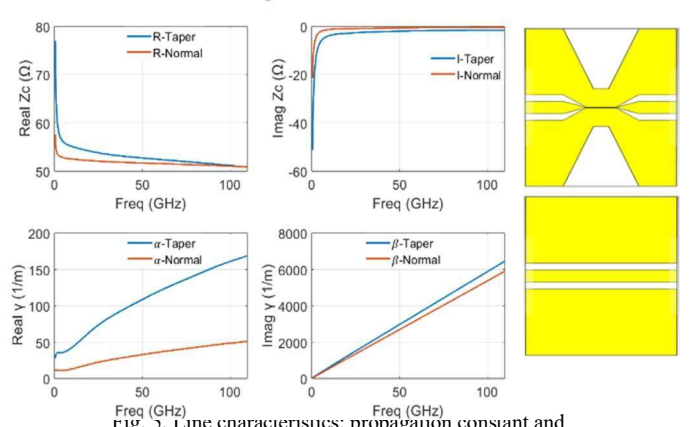 80
70
60
50
Real Zc (Ω)
R-Taper
R-Normal
0 50 100
Freq (GHz)
0
-20
-40
-60
Imag Zc (Ω)
I-Taper
I-Normal
0 50 100
Freq (GHz)
200
150
100
50
0
Real γ (1/m)
α-Taper
α-Normal
0 50 100
Freq (GHz)
8000
6000
4000
2000
0
Imag γ (1/m)
β-Taper
β-Normal
0 50 100
Freq (GHz)
Fig. 5. Line characteristics: propagation constant and